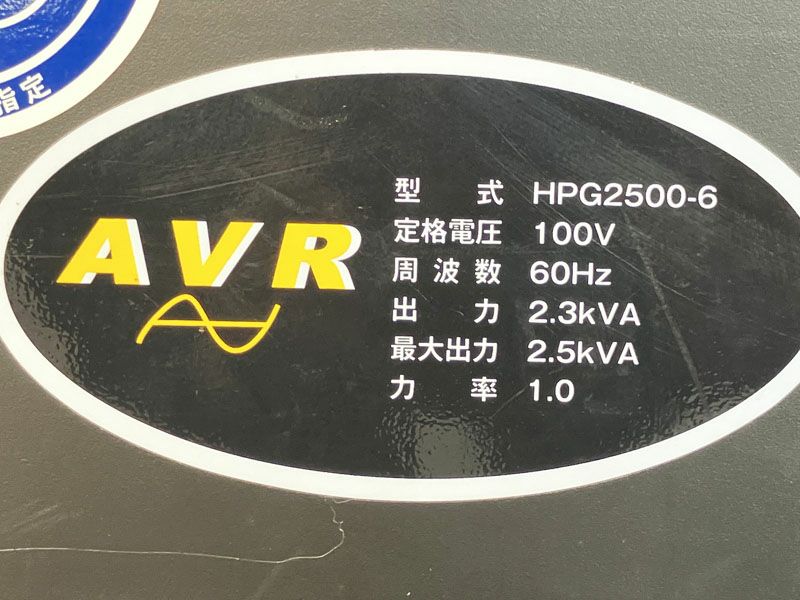 指定
AVR
型式 HPG2500-6
定格電圧 100V
周波数 60Hz
出力 2.3kVA
最大出力 2.5kVA
力率 1.0